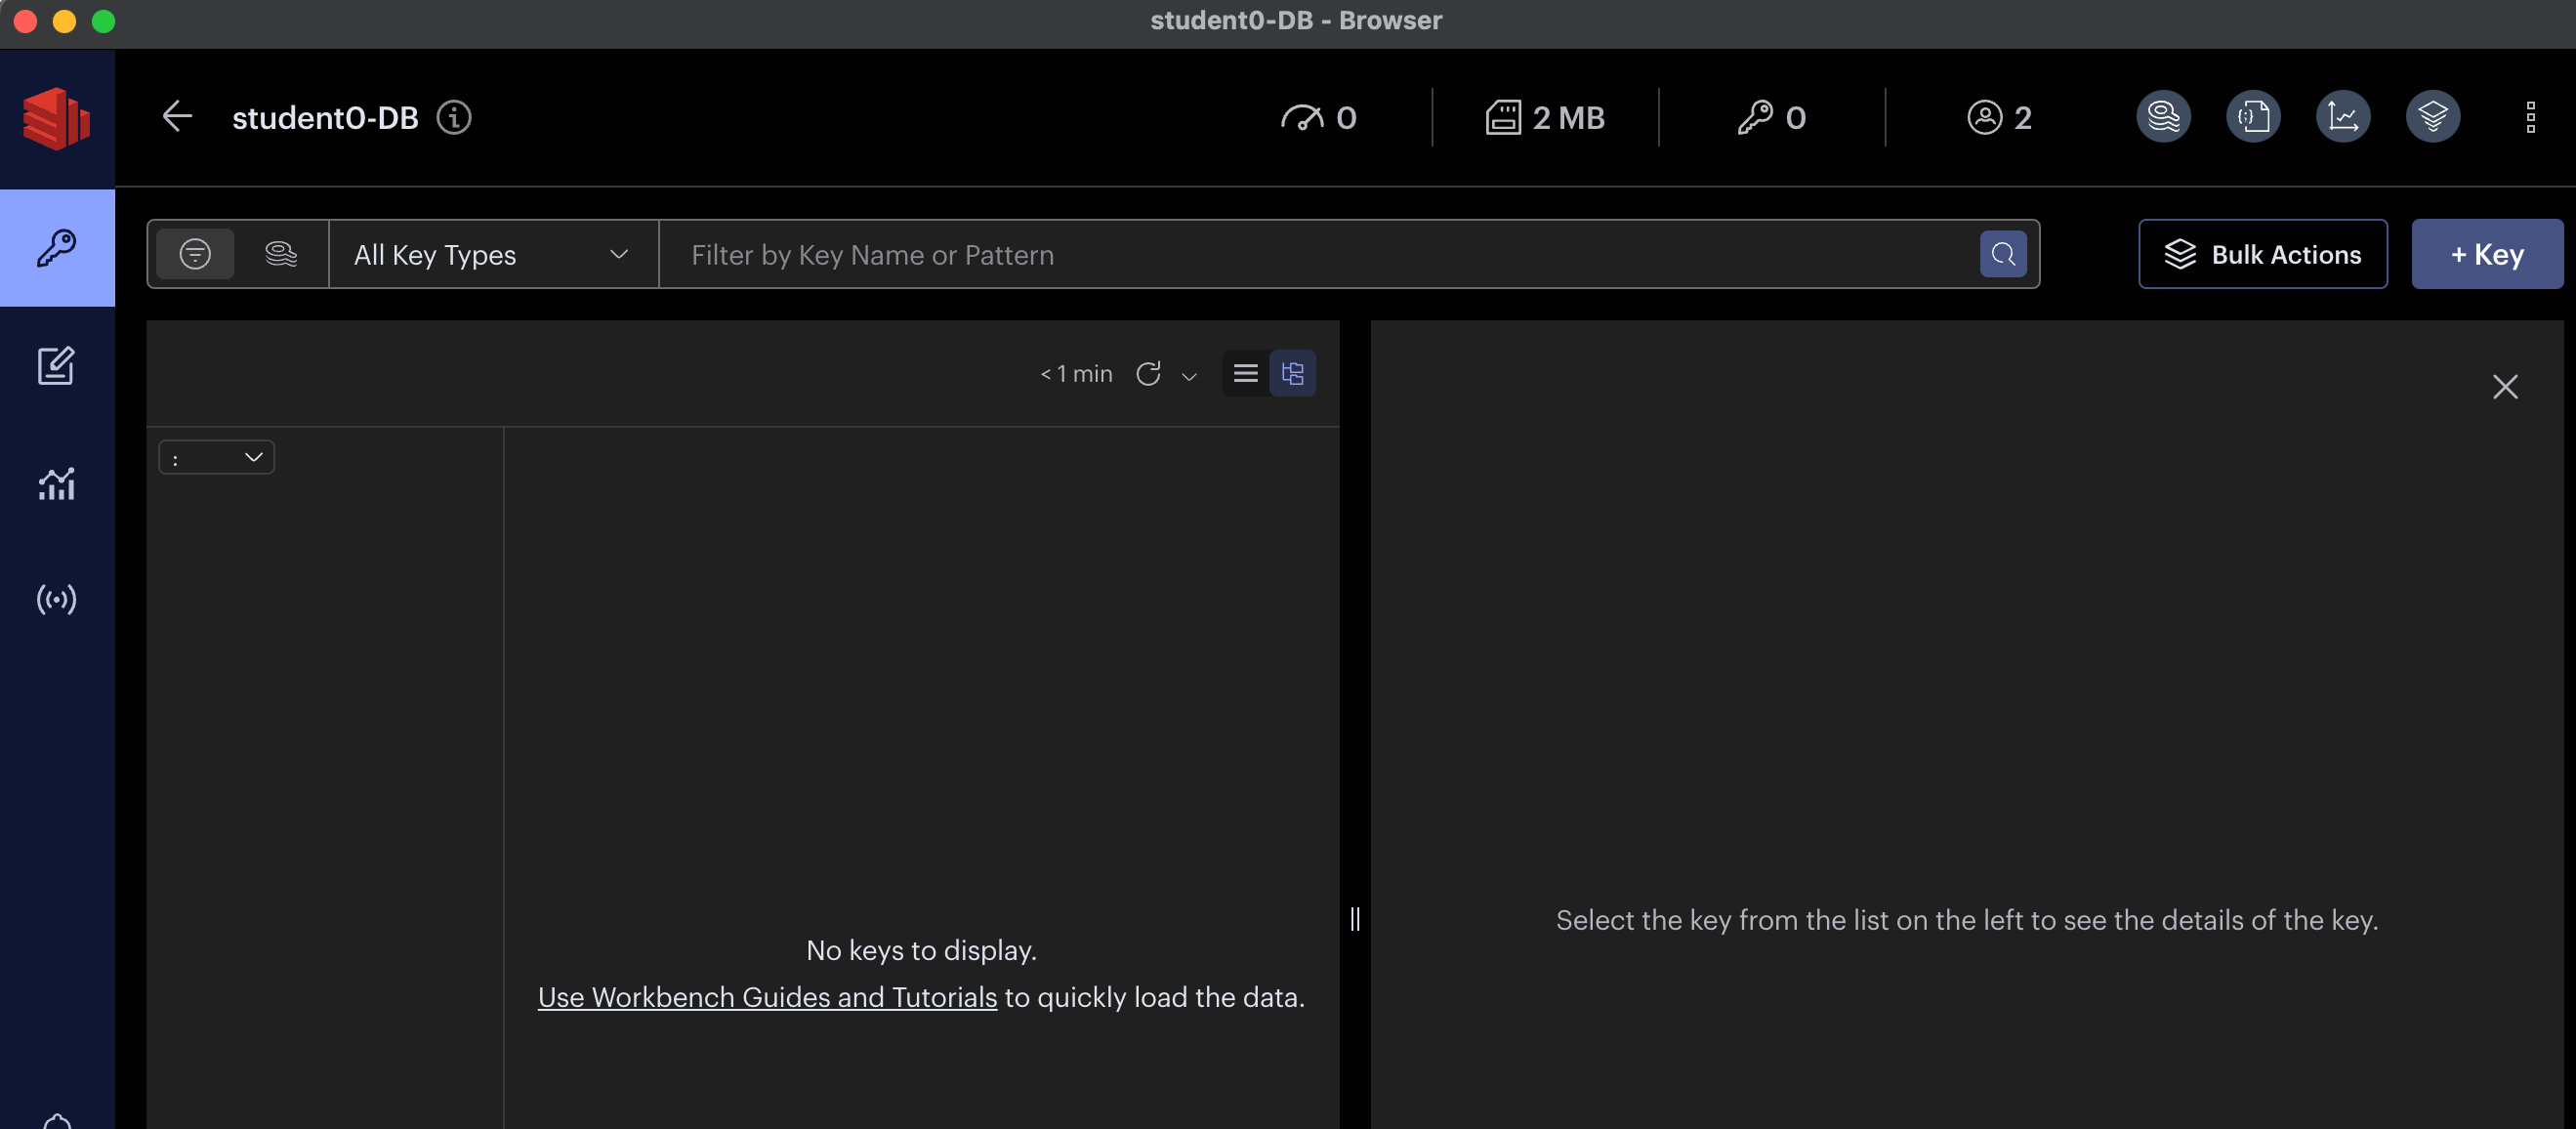 student0-DB - Browser
student0-DB
0
2 MB
0
2
All Key Types
Filter by Key Name or Pattern
Bulk Actions
+ Key
< 1 min
:
No keys to display.
Use Workbench Guides and Tutorials to quickly load the data.
Select the key from the list on the left to see the details of the key.